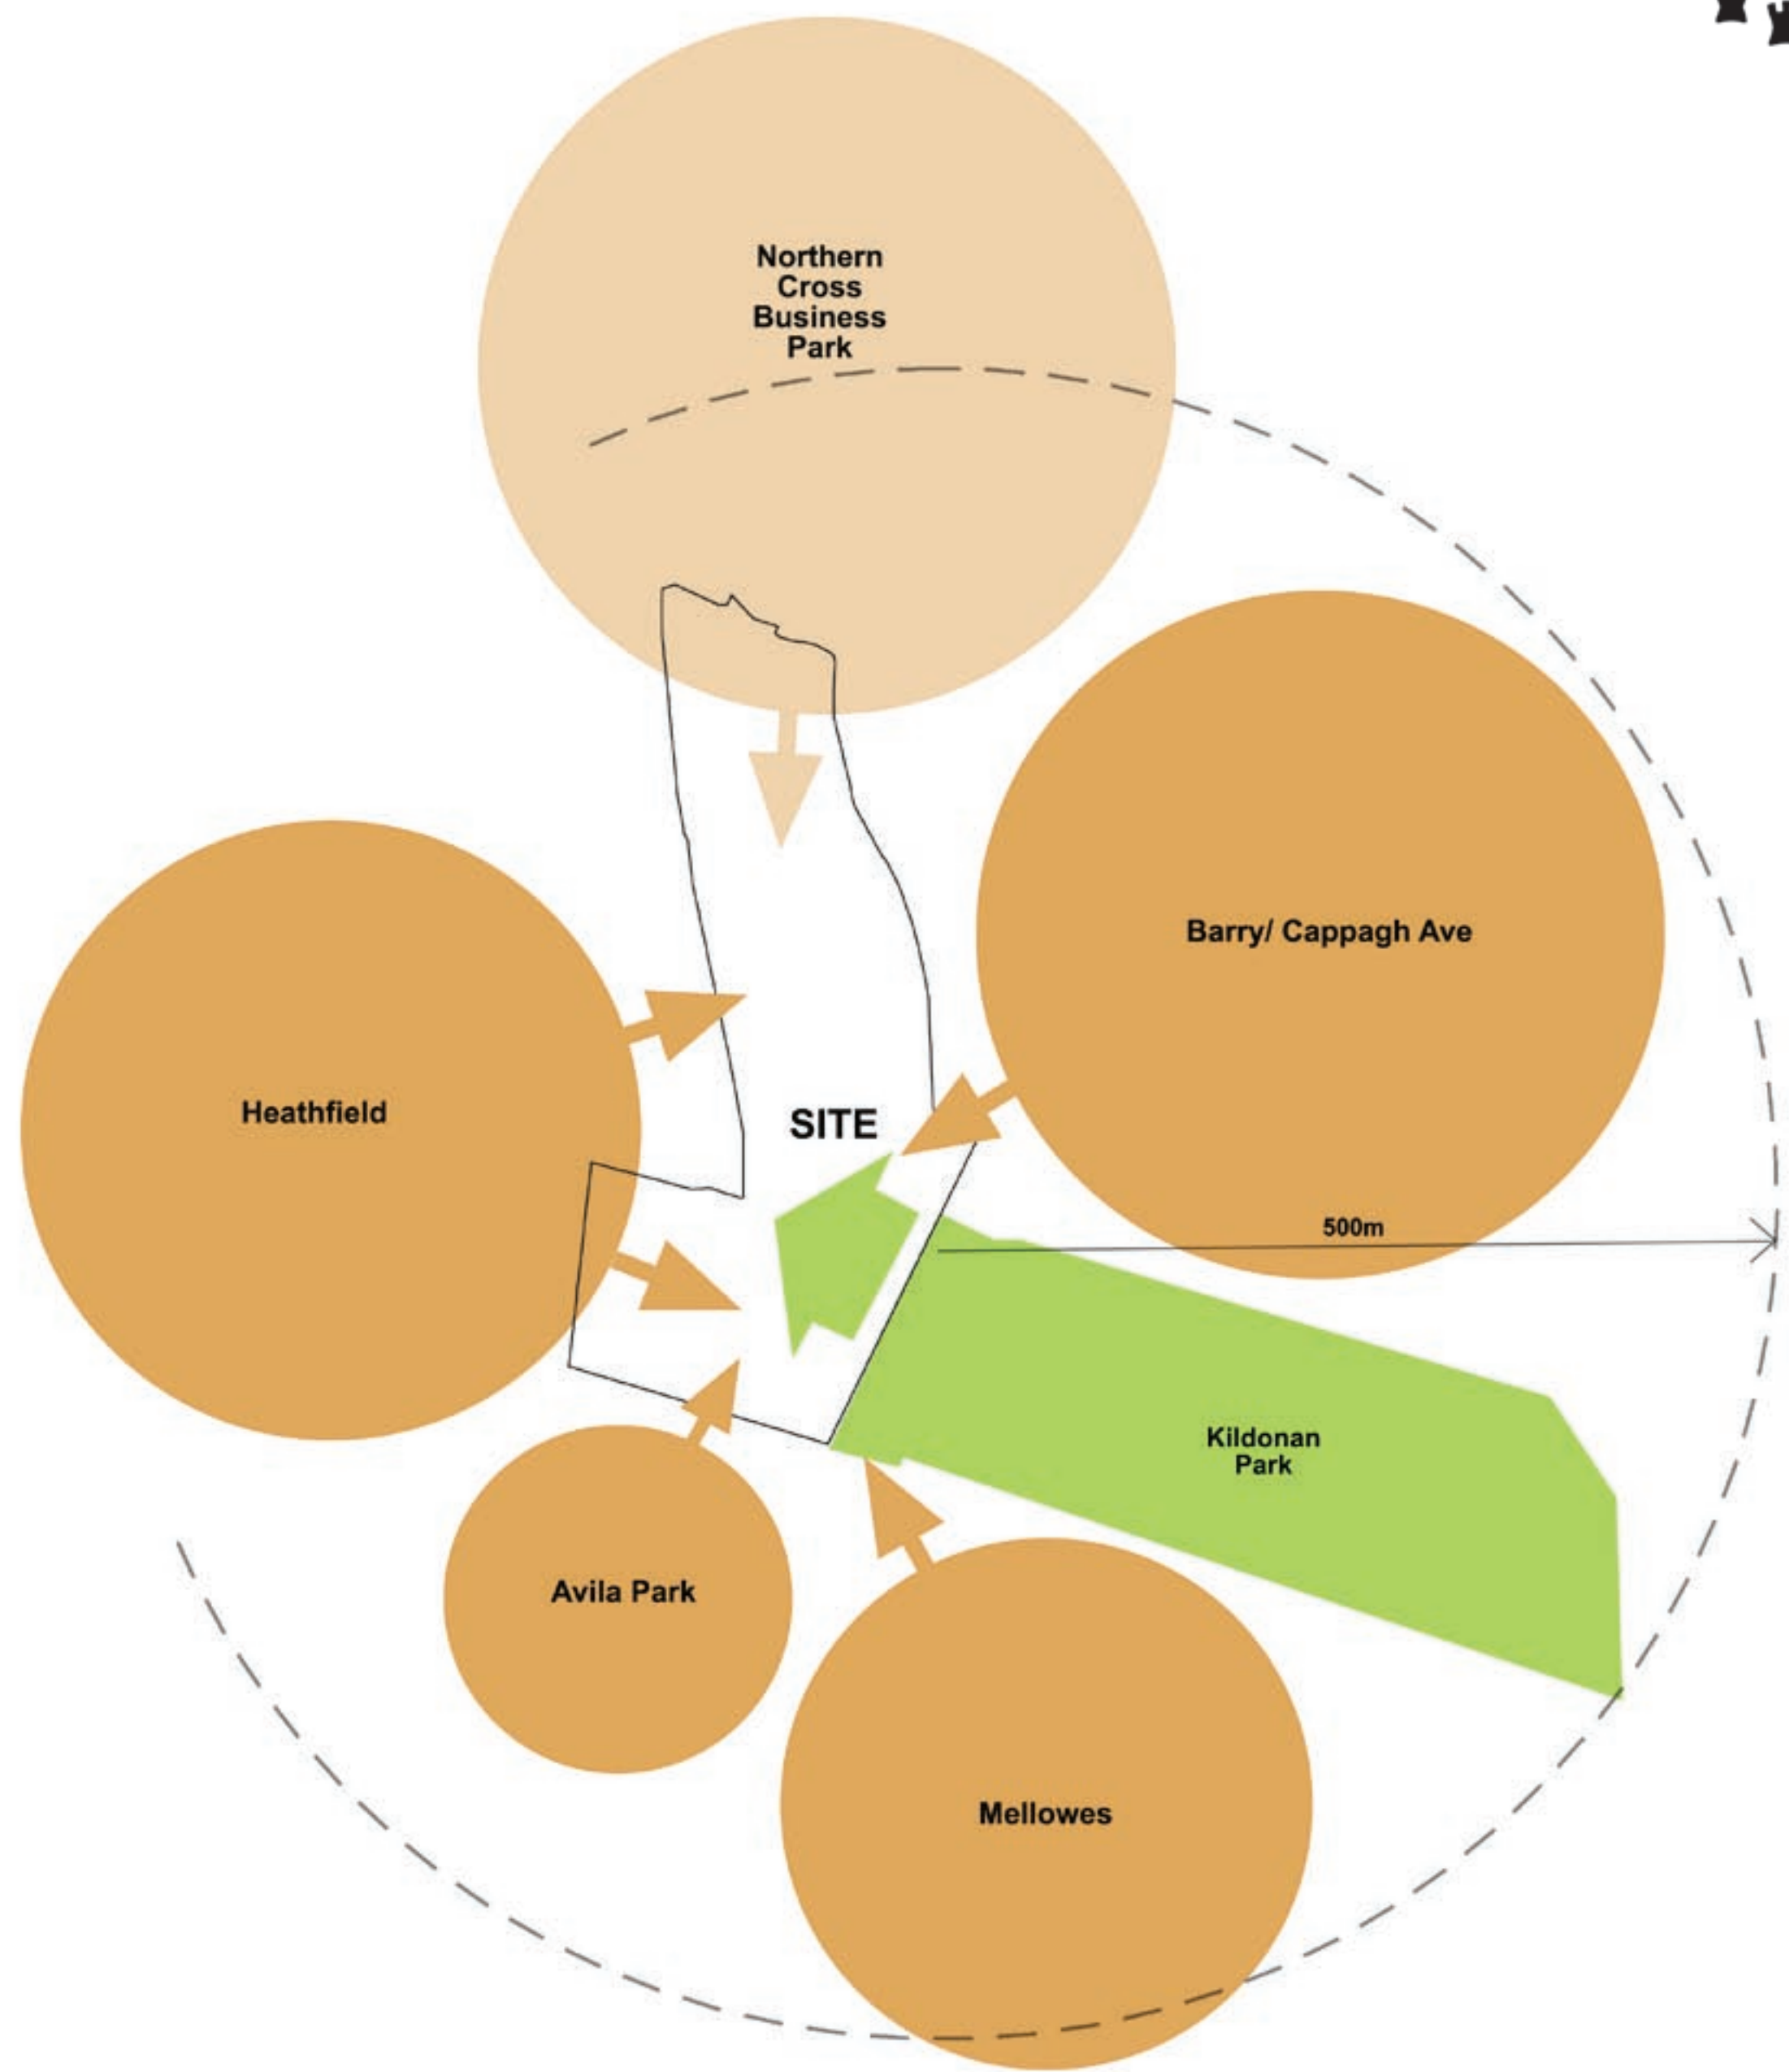 Northern
Cross
Business
Park
Barry/ Cappagh Ave
Heathfield
SITE
500m
Kildonan
Park
Avila Park
Mellowes